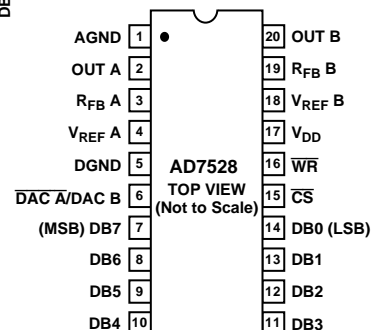 DB
AGND 1 20 OUT B
OUT A 2 19 RFB B
RFB A 3 18 VREF B
VREF A 4 17 VDD
DGND 5 AD7528 16 WR
DAC A/DAC B 6 TOP VIEW 15 CS
(Not to Scale)
(MSB) DB7 7 14 DB0 (LSB)
DB6 8 13 DB1
DB5 9 12 DB2
DB4 10 11 DB3